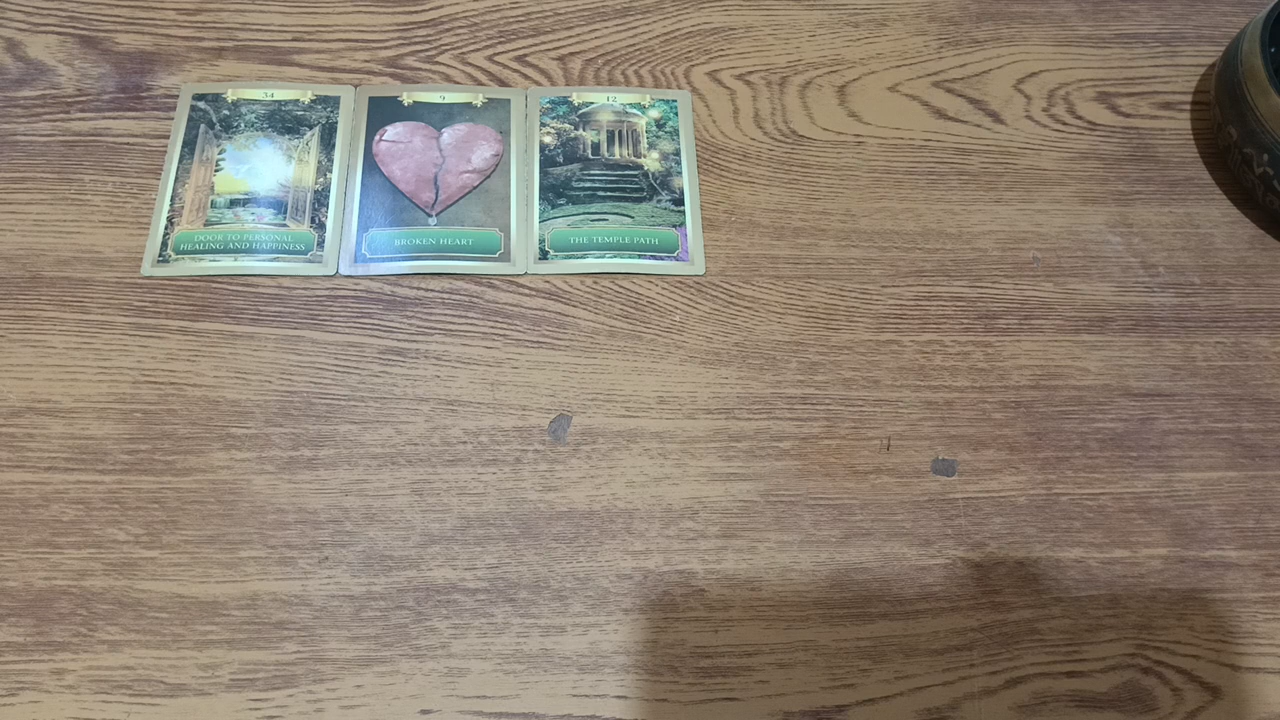 34
DOOR TO PERSONAL
HEALING AND HAPPINESS
9
BROKEN HEART
12
THE TEMPLE PATH